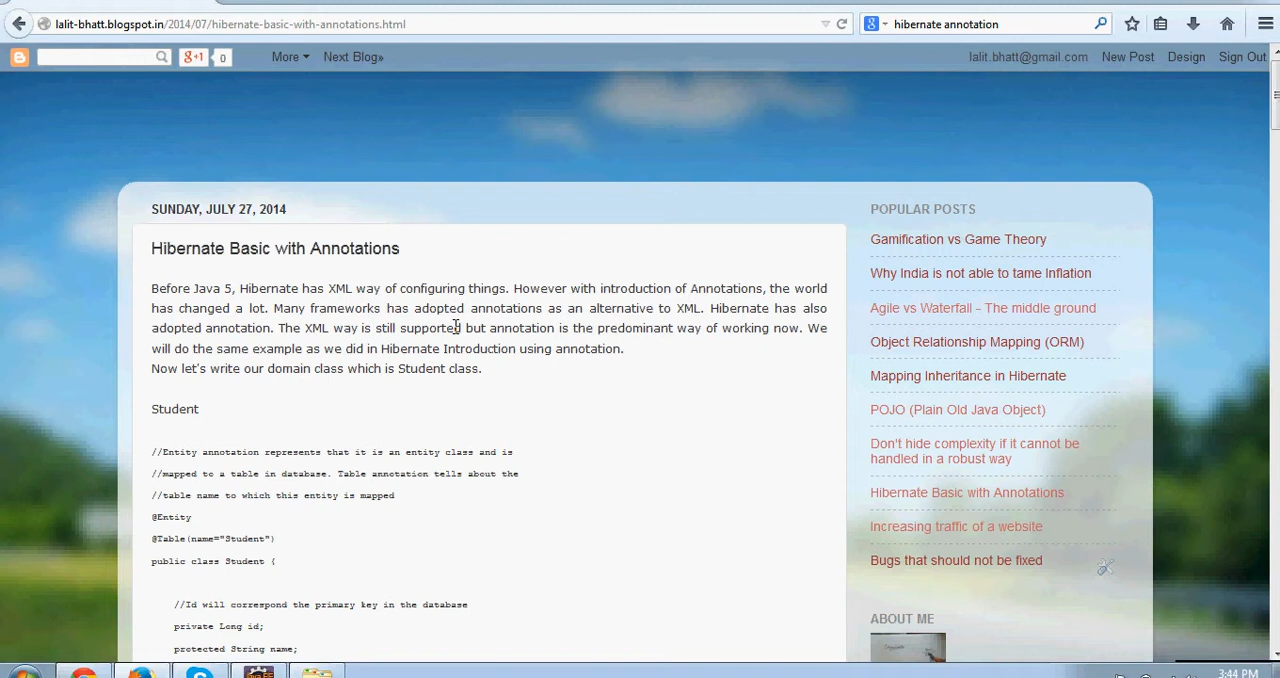 lalit-bhatt.blogspot.in/2014/07/hibernate-basic-with-annotations.html
hibernate annotation
g+1 0 More Next Blog» lalit.bhatt@gmail.com New Post Design Sign Out
SUNDAY, JULY 27, 2014
Hibernate Basic with Annotations
Before Java 5, Hibernate has XML way of configuring things. However with introduction of Annotations, the world
has changed a lot. Many frameworks has adopted annotations as an alternative to XML. Hibernate has also
adopted annotation. The XML way is still supported but annotation is the predominant way of working now. We
will do the same example as we did in Hibernate Introduction using annotation.
Now let's write our domain class which is Student class.
Student
//Entity annotation represents that it is an entity class and is
//mapped to a table in database. Table annotation tells about the
//table name to which this entity is mapped
@Entity
@Table(name="Student")
public class Student {
//Id will correspond the primary key in the database
private Long id;
protected String name;
POPULAR POSTS
Gamification vs Game Theory
Why India is not able to tame Inflation
Agile vs Waterfall - The middle ground
Object Relationship Mapping (ORM)
Mapping Inheritance in Hibernate
POJO (Plain Old Java Object)
Don't hide complexity if it cannot be
handled in a robust way
Hibernate Basic with Annotations
Increasing traffic of a website
Bugs that should not be fixed
ABOUT ME
3:44 PM